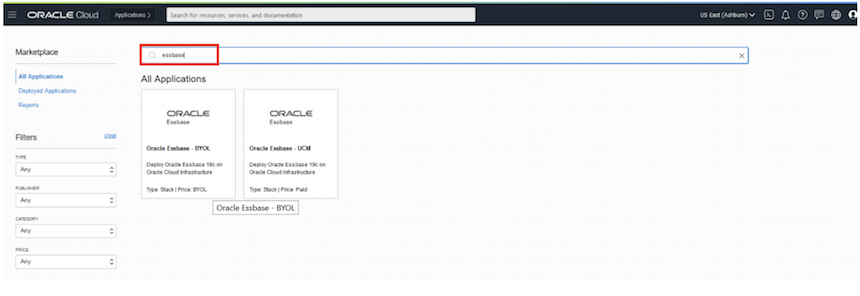 ORACLE Cloud
Applications >
Search for resources, services, and documentation
US East (Ashburn)
Marketplace
All Applications
Deployed Applications
Reports
Filters
Clear
TYPE
Any
PUBLISHER
Any
CATEGORY
Any
PRICE
Any
essbase
All Applications
ORACLE
Essbase
Oracle Essbase - BYOL
Deploy Oracle Essbase 19c on
Oracle Cloud Infrastructure
Type: Stack | Price: BYOL
ORACLE
Essbase
Oracle Essbase - UCM
Deploy Oracle Essbase 19c on
Oracle Cloud Infrastructure
Type: Stack | Price: Paid
Oracle Essbase - BYOL